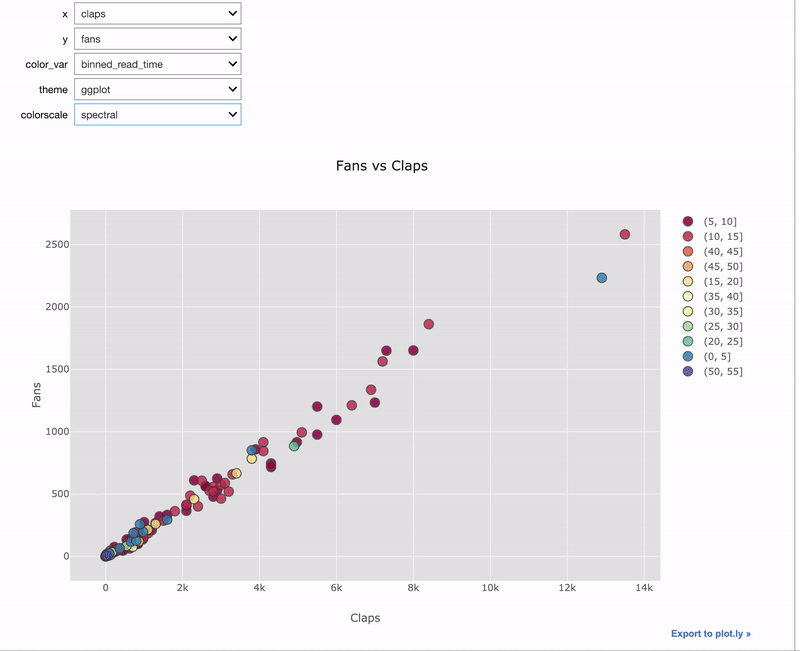 x claps
y fans
color_var binned_read_time
theme ggplot
colorscale spectral
Fans vs Claps
(5, 10]
(10, 15]
(40, 45]
(45, 50]
(15, 20]
(35, 40]
(30, 35]
(25, 30]
(20, 25]
(0, 5]
(50, 55]
2500
2000
1500
1000
500
0
Fans
0 2k 4k 6k 8k 10k 12k 14k
Claps
Export to plot.ly »